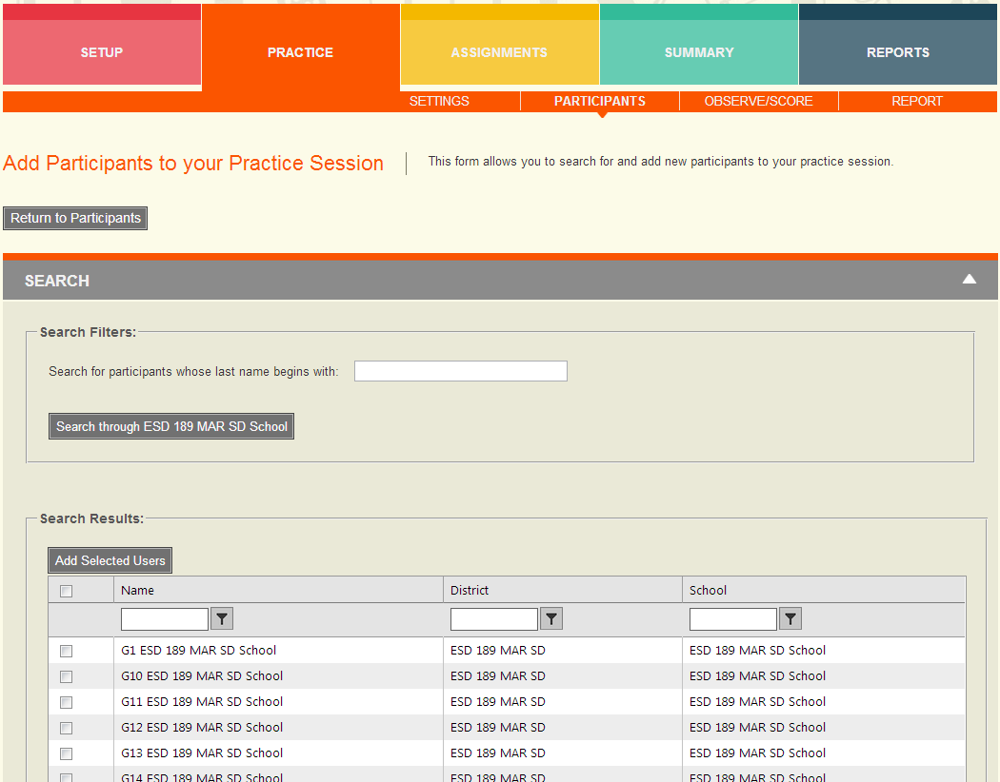 SETUP PRACTICE ASSIGNMENTS SUMMARY REPORTS
SETTINGS PARTICIPANTS OBSERVE/SCORE REPORT
Add Participants to your Practice Session This form allows you to search for and add new participants to your practice session.
Return to Participants
SEARCH
Search Filters:
Search for participants whose last name begins with:
Search through ESD 189 MAR SD School
Search Results:
Add Selected Users
Name District School
G1 ESD 189 MAR SD School ESD 189 MAR SD ESD 189 MAR SD School
G10 ESD 189 MAR SD School ESD 189 MAR SD ESD 189 MAR SD School
G11 ESD 189 MAR SD School ESD 189 MAR SD ESD 189 MAR SD School
G12 ESD 189 MAR SD School ESD 189 MAR SD ESD 189 MAR SD School
G13 ESD 189 MAR SD School ESD 189 MAR SD ESD 189 MAR SD School
G14 ESD 189 MAR SD School ESD 189 MAR SD ESD 189 MAR SD School